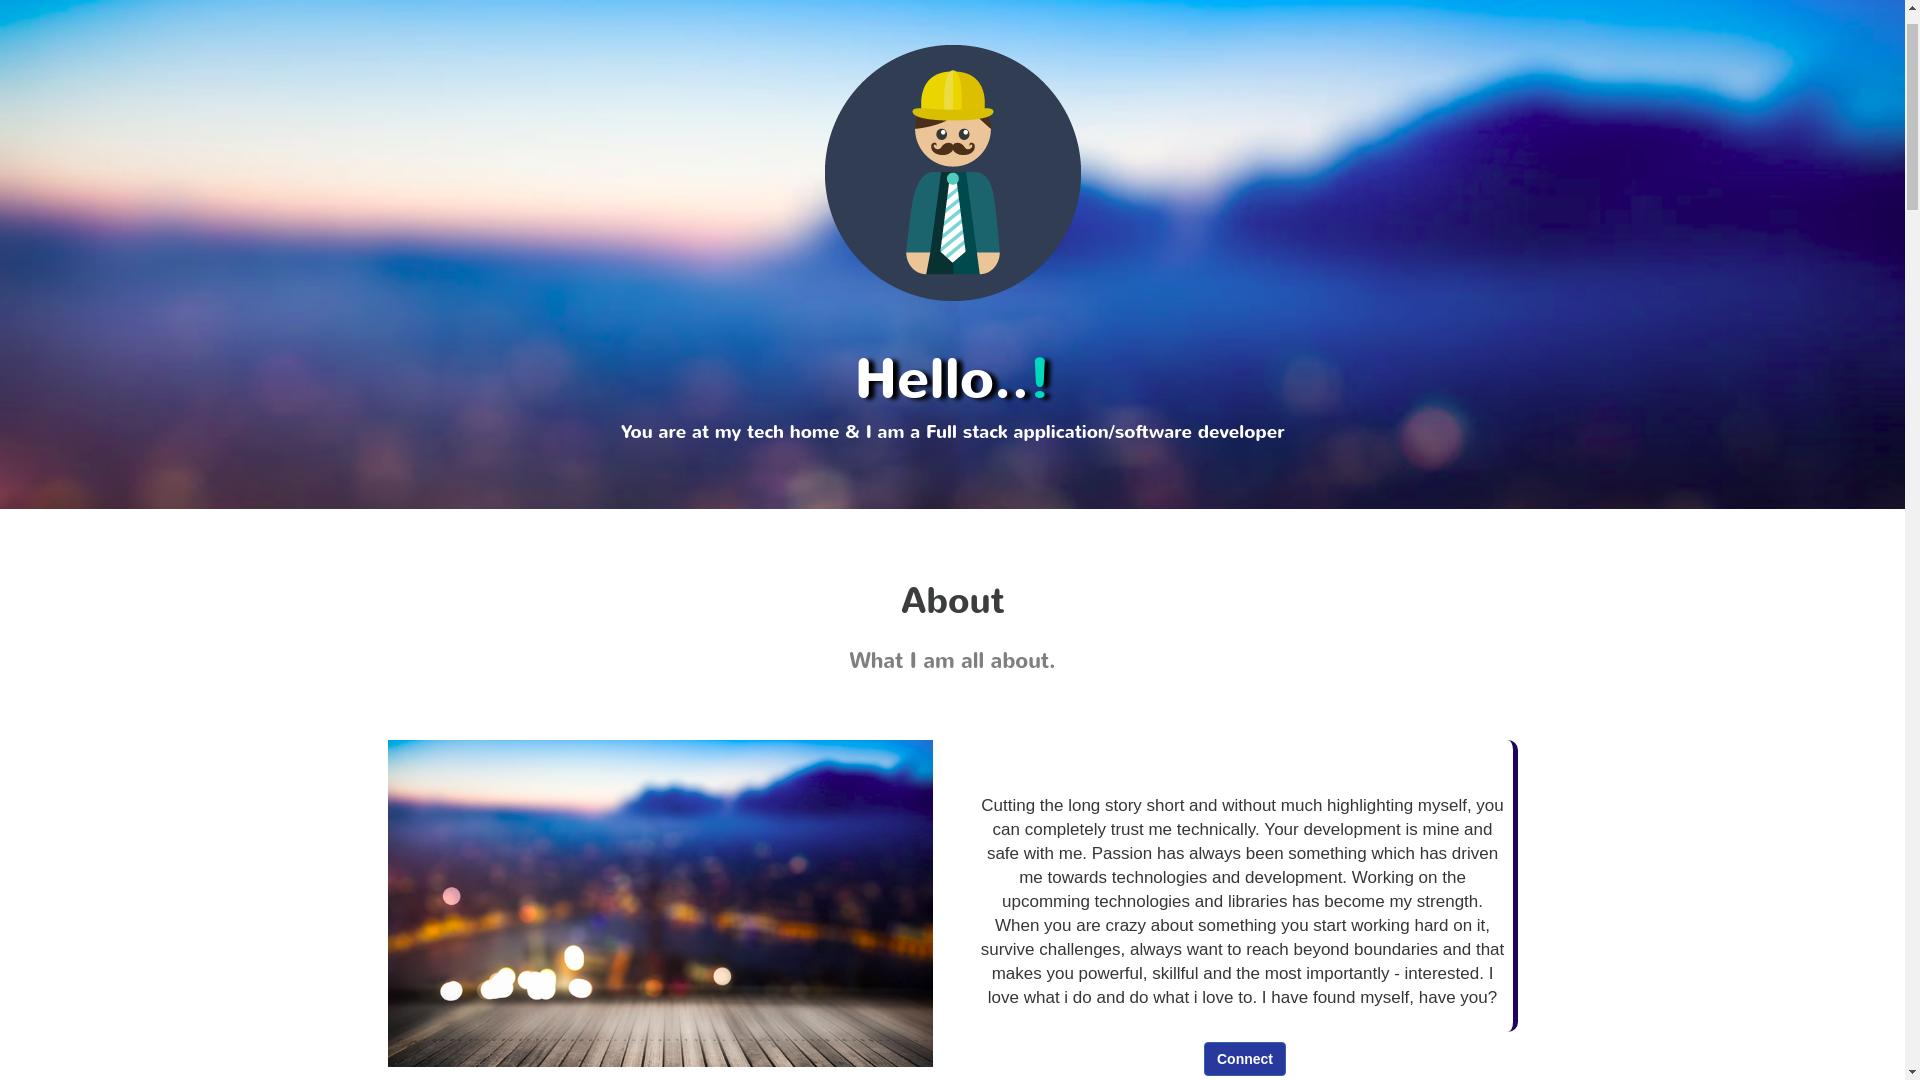 Hello..!
You are at my tech home & I am a Full stack application/software developer
About
What I am all about.
Cutting the long story short and without much highlighting myself, you
can completely trust me technically. Your development is mine and
safe with me. Passion has always been something which has driven
me towards technologies and development. Working on the
upcomming technologies and libraries has become my strength.
When you are crazy about something you start working hard on it,
survive challenges, always want to reach beyond boundaries and that
makes you powerful, skillful and the most importantly - interested. I
love what i do and do what i love to. I have found myself, have you?
Connect